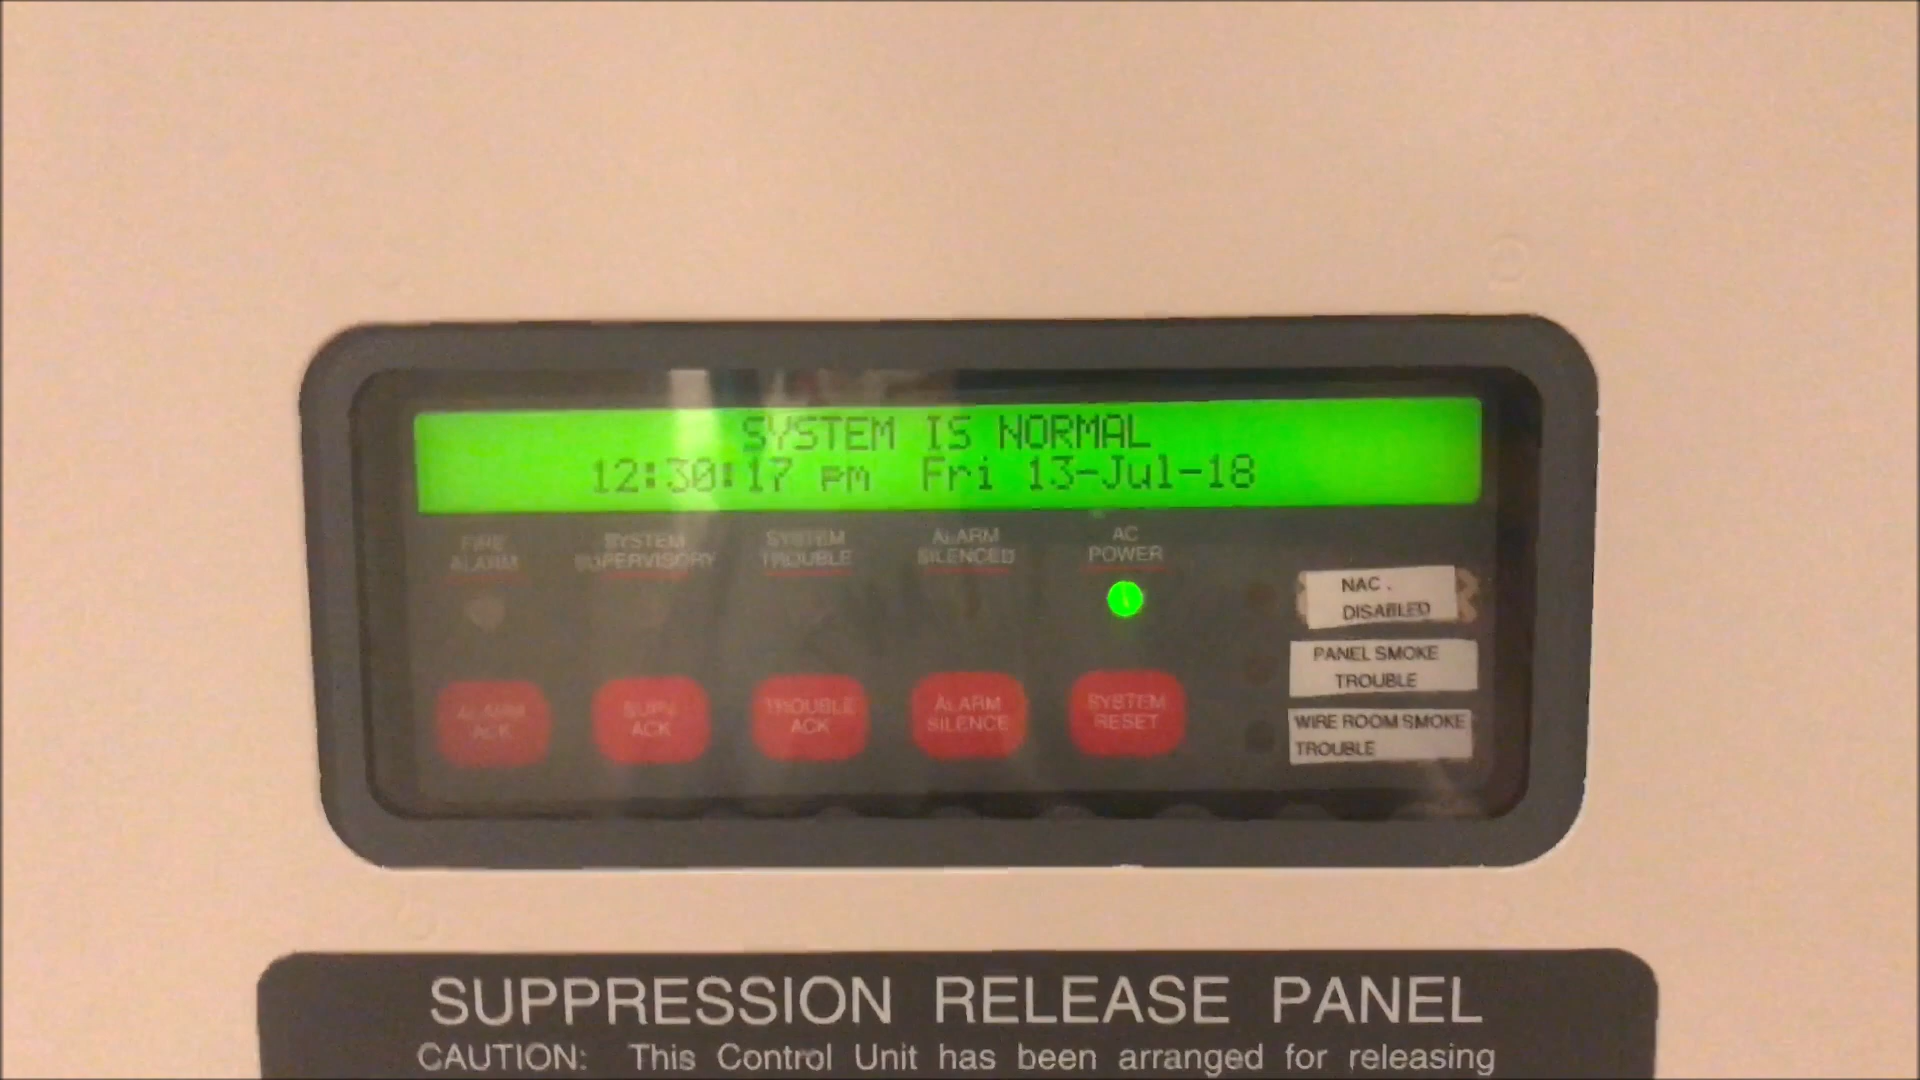 SYSTEM IS NORMAL
12:30:17 pm Fri 13-Jul-18
FIRE
ALARM
SYSTEM
SUPERVISORY
SYSTEM
TROUBLE
ALARM
SILENCED
AC
POWER
NAC .
DISABLED
PANEL SMOKE
TROUBLE
WIRE ROOM SMOKE
TROUBLE
ALARM
ACK
SUPV
ACK
TROUBLE
ACK
ALARM
SILENCE
SYSTEM
RESET
SUPPRESSION RELEASE PANEL
CAUTION: This Control Unit has been arranged for releasing